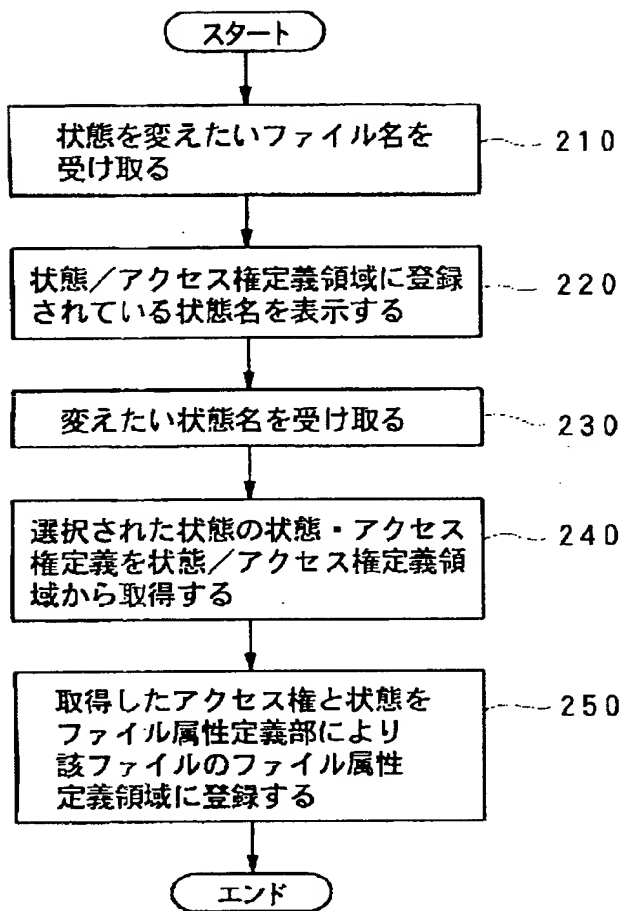 スタート
状態を変えたいファイル名を
受け取る
210
状態/アクセス権定義領域に登録
されている状態名を表示する
220
変えたい状態名を受け取る
230
選択された状態の状態・アクセス
権定義を状態/アクセス権定義領
域から取得する
240
取得したアクセス権と状態を
ファイル属性定義部により
該ファイルのファイル属性
定義領域に登録する
250
エンド